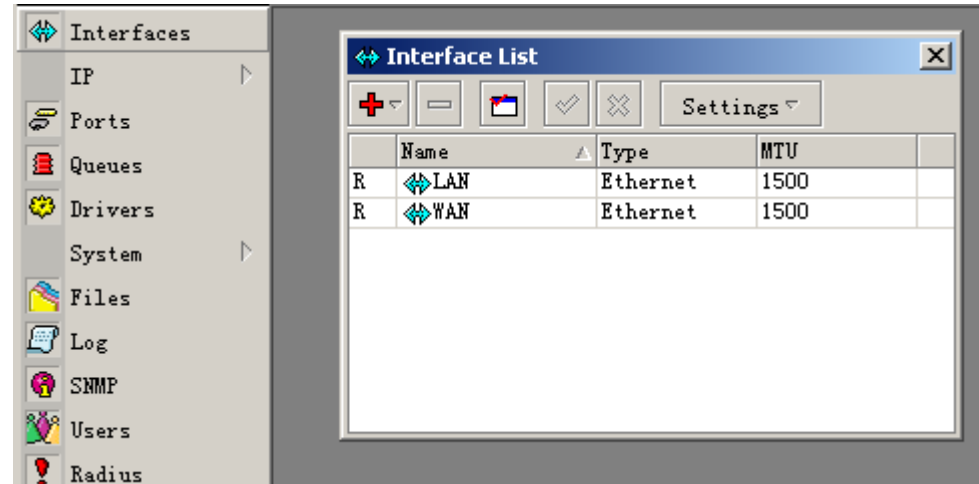 Interfaces
IP
Ports
Queues
Drivers
System
Files
Log
SNMP
Users
Radius
Interface List
Settings
Name Type MTU
R LAN Ethernet 1500
R WAN Ethernet 1500